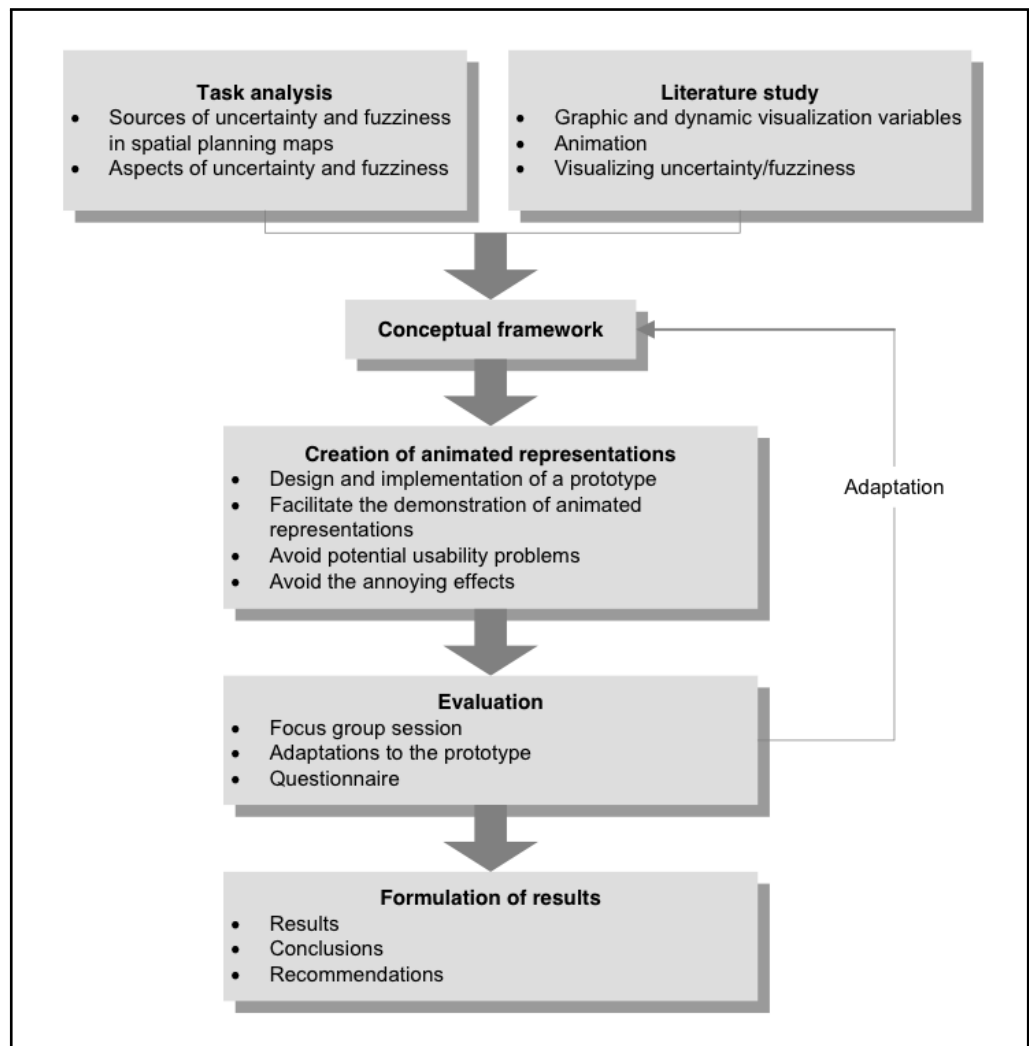 Task analysis
• Sources of uncertainty and fuzziness
in spatial planning maps
• Aspects of uncertainty and fuzziness
Literature study
• Graphic and dynamic visualization variables
• Animation
• Visualizing uncertainty/fuzziness
Conceptual framework
Creation of animated representations
• Design and implementation of a prototype
• Facilitate the demonstration of animated
representations
• Avoid potential usability problems
• Avoid the annoying effects
Adaptation
Evaluation
• Focus group session
• Adaptations to the prototype
• Questionnaire
Formulation of results
• Results
• Conclusions
• Recommendations